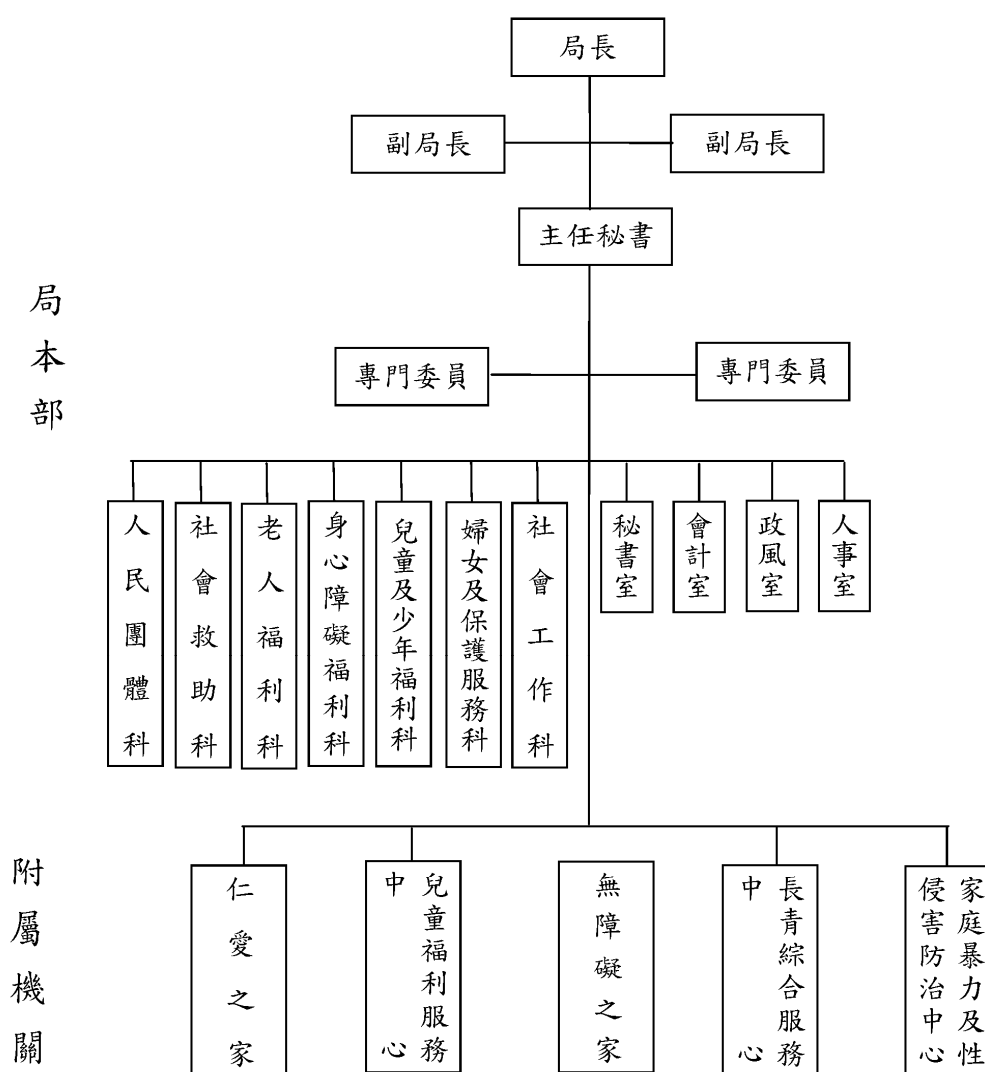 局長
副局長
副局長
主任秘書
局本部
專門委員
專門委員
人民團體科
社會救助科
老人福利科
身心障礙福利科
兒童及少年福利科
婦女及保護服務科
社會工作科
秘書室
會計室
政風室
人事室
附屬機關
仁愛之家
兒童福利服務
中心
無障礙之家
長青綜合服務
中心
家庭暴力及性
侵害防治中心